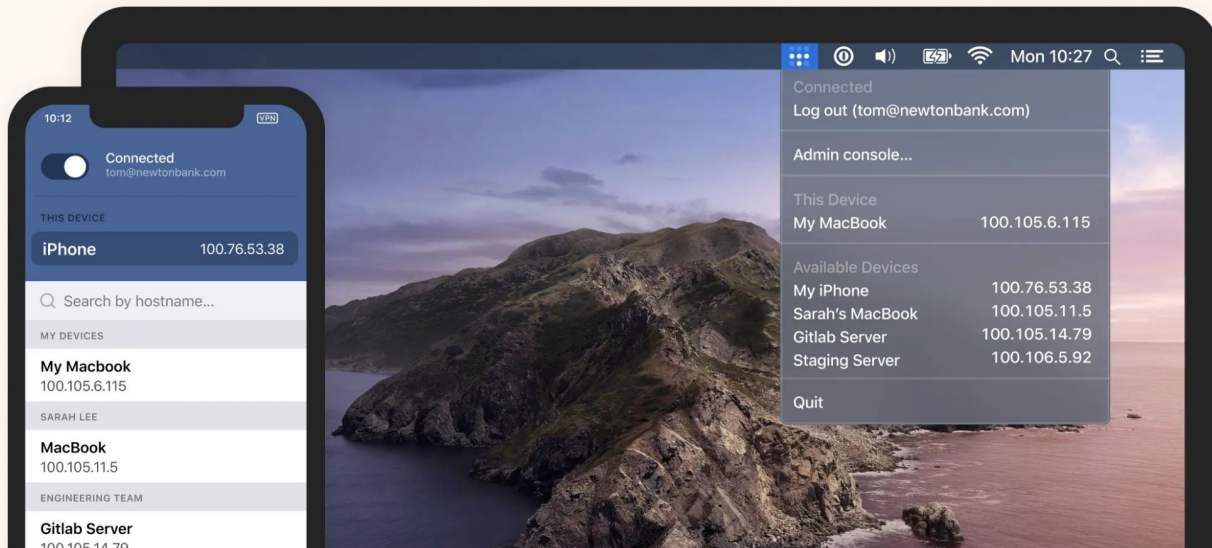 10:12
VPN
Connected
tom@newtonbank.com
THIS DEVICE
iPhone 100.76.53.38
Search by hostname...
MY DEVICES
My Macbook
100.105.6.115
SARAH LEE
MacBook
100.105.11.5
ENGINEERING TEAM
Gitlab Server
100.105.14.79
Mon 10:27
Connected
Log out (tom@newtonbank.com)
Admin console...
This Device
My MacBook 100.105.6.115
Available Devices
My iPhone 100.76.53.38
Sarah's MacBook 100.105.11.5
Gitlab Server 100.105.14.79
Staging Server 100.106.5.92
Quit